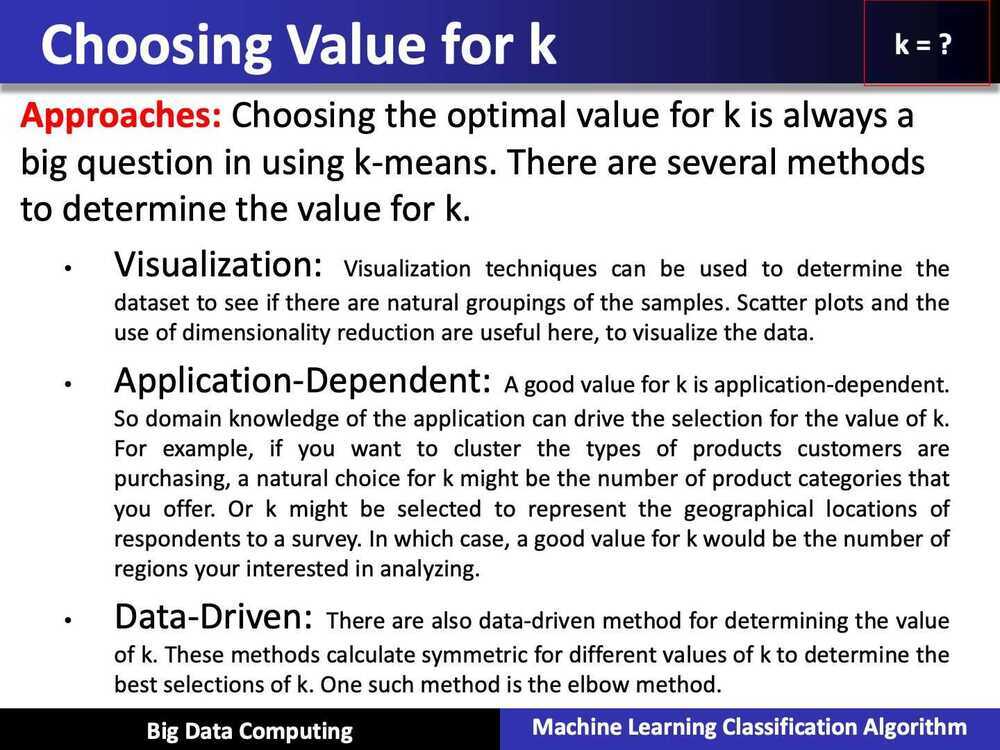 Choosing Value for k
k = ?
Approaches: Choosing the optimal value for k is always a
big question in using k-means. There are several methods
to determine the value for k.
• Visualization: Visualization techniques can be used to determine the
dataset to see if there are natural groupings of the samples. Scatter plots and the
use of dimensionality reduction are useful here, to visualize the data.
• Application-Dependent: A good value for k is application-dependent.
So domain knowledge of the application can drive the selection for the value of k.
For example, if you want to cluster the types of products customers are
purchasing, a natural choice for k might be the number of product categories that
you offer. Or k might be selected to represent the geographical locations of
respondents to a survey. In which case, a good value for k would be the number of
regions your interested in analyzing.
• Data-Driven: There are also data-driven method for determining the value
of k. These methods calculate symmetric for different values of k to determine the
best selections of k. One such method is the elbow method.
Big Data Computing
Machine Learning Classification Algorithm